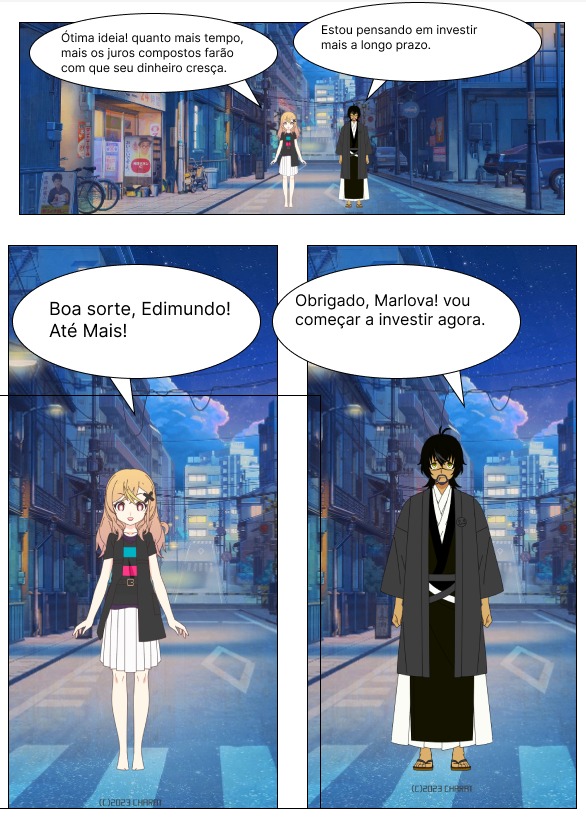 Ótima ideia! quanto mais tempo,
mais os juros compostos farão
com que seu dinheiro cresça.
Estou pensando em investir
mais a longo prazo.
Boa sorte, Edimundo!
Até Mais!
Obrigado, Marlova! vou
começar a investir agora.
(C)2023 CHARAT
(C)2023 CHARAT